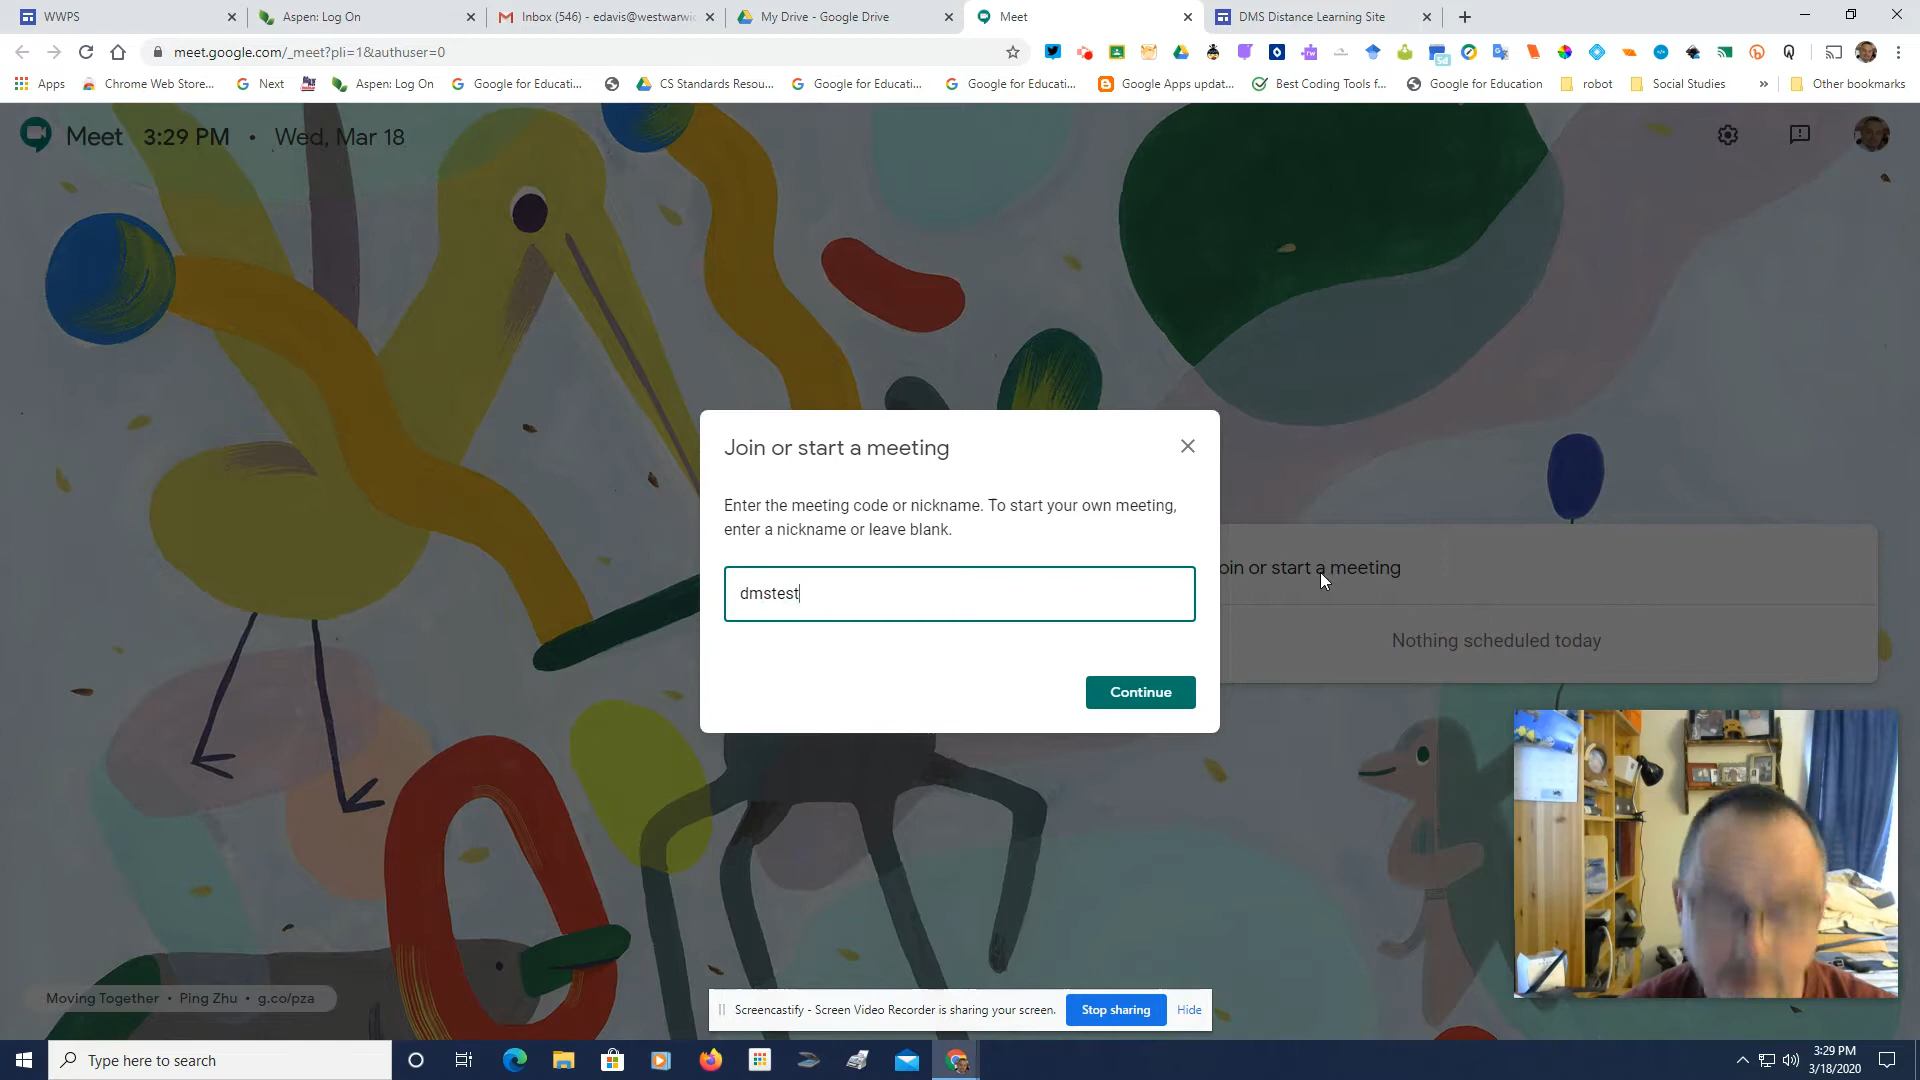 WWPS
Aspen: Log On
Inbox (546) - edavis@westwarwic
My Drive - Google Drive
Meet
DMS Distance Learning Site
meet.google.com/_meet?pli=1&authuser=0
Apps
Chrome Web Store...
Next
Aspen: Log On
Google for Educati...
CS Standards Resou...
Google for Educati...
Google for Educati...
Google Apps updat...
Best Coding Tools f...
Google for Education
robot
Social Studies
»
Other bookmarks
Meet 3:29 PM • Wed, Mar 18
Join or start a meeting
Enter the meeting code or nickname. To start your own meeting,
enter a nickname or leave blank.
dmstest
Continue
oin or start a meeting
Nothing scheduled today
Moving Together • Ping Zhu • g.co/pza
Screencastify - Screen Video Recorder is sharing your screen.
Stop sharing
Hide
Type here to search
3:29 PM
3/18/2020